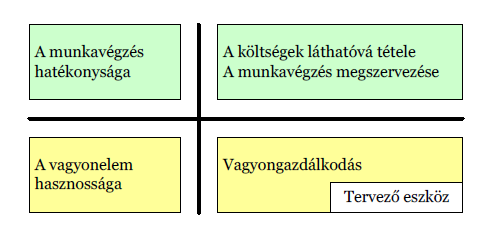 A munkavégzés
hatékonysága
A költségek láthatóvá tétele
A munkavégzés megszervezése
A vagyonelem
hasznossága
Vagyongazdálkodás
Tervező eszköz